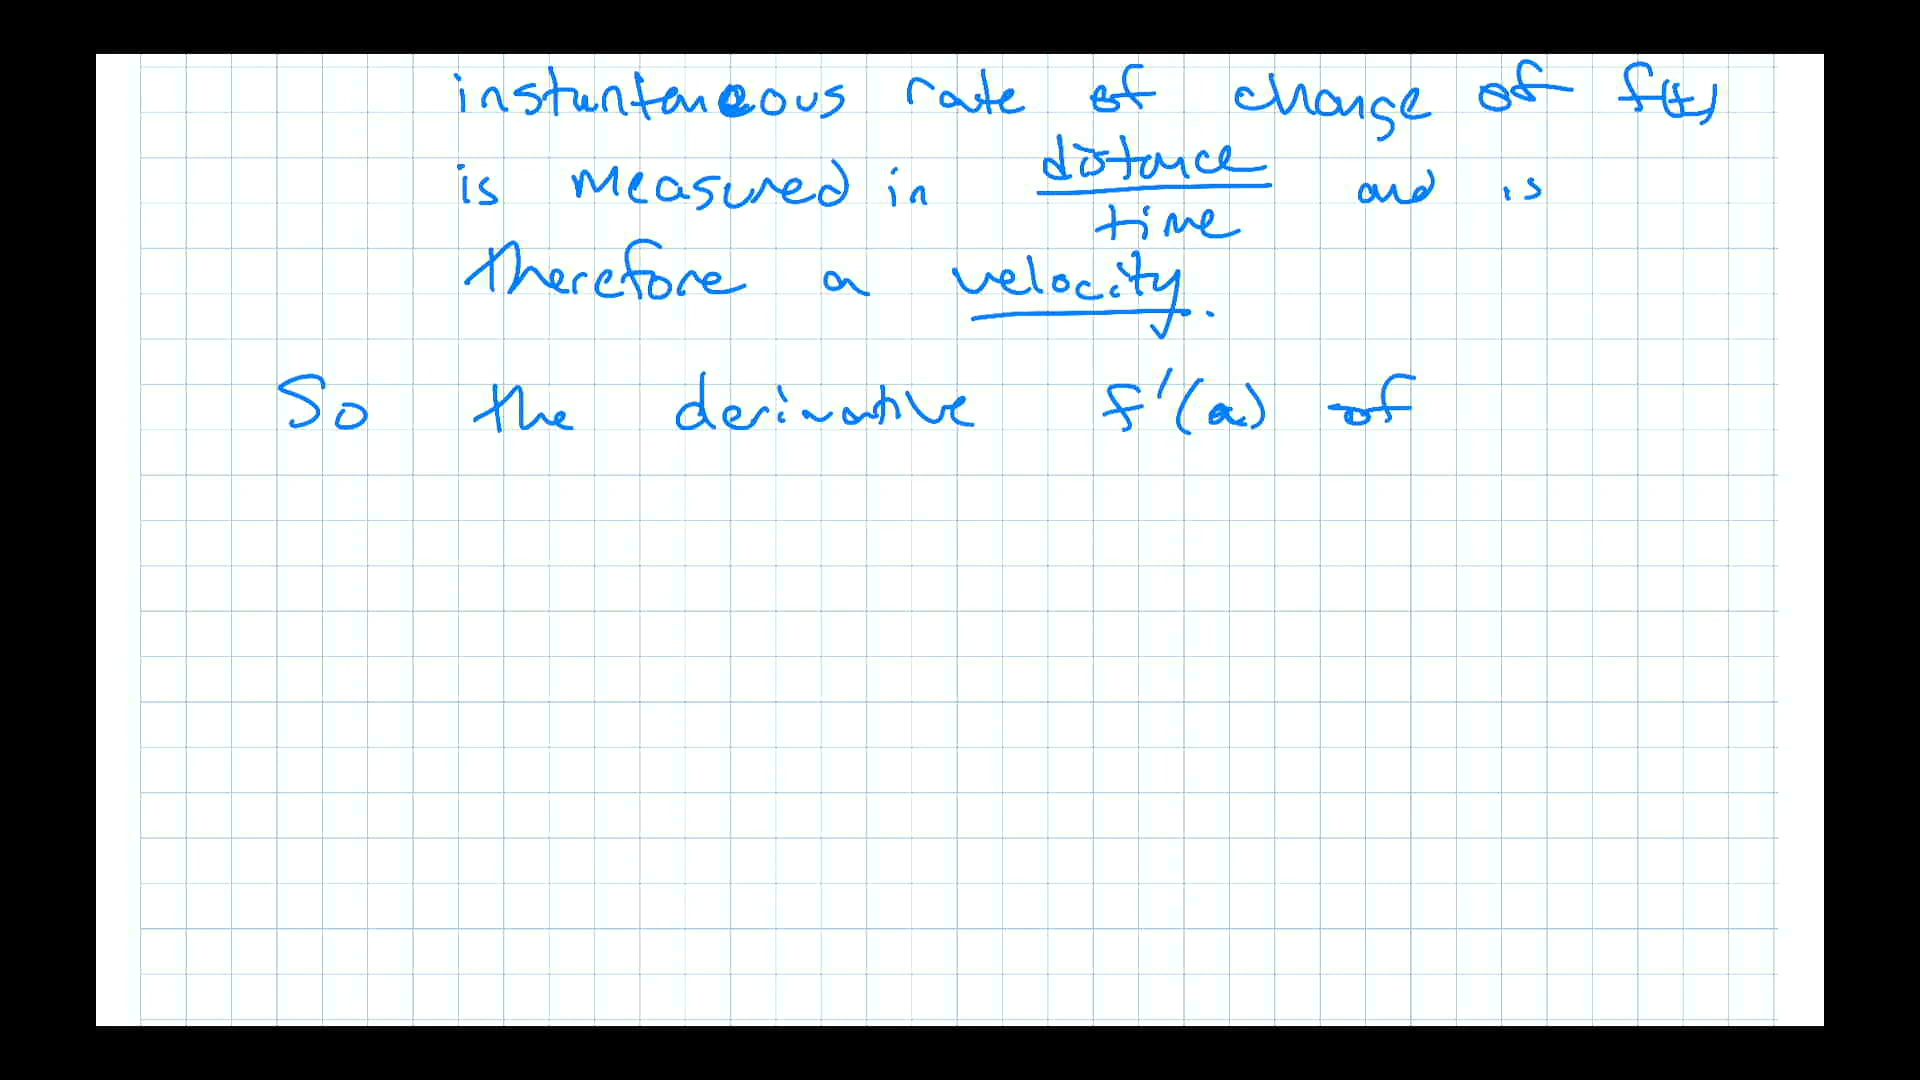 instantaneous rate of change of f(t)
is measured in distance/time and is
therefore a velocity.
So the derivative f'(a) of